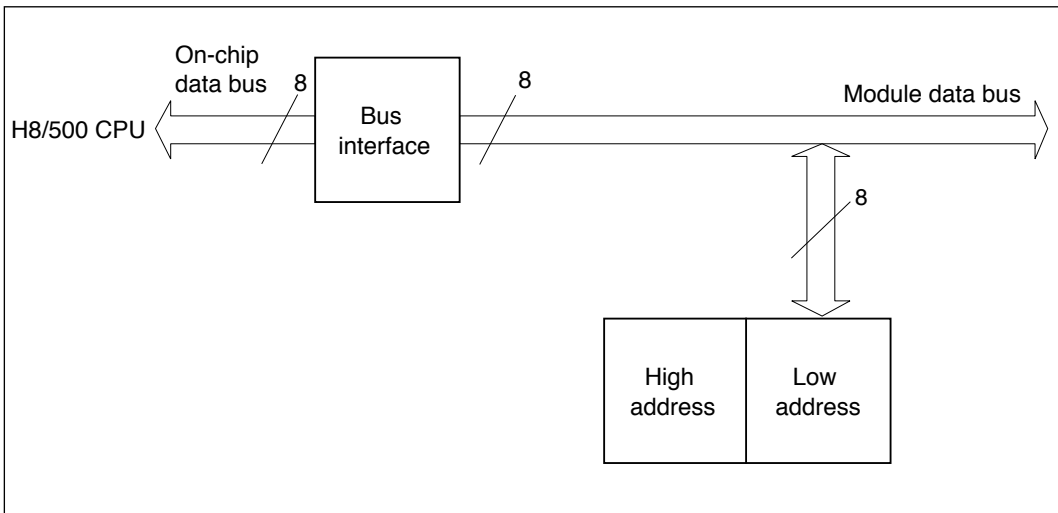 On-chip
data bus
8
8
Module data bus
H8/500 CPU
Bus
interface
8
High
address
Low
address